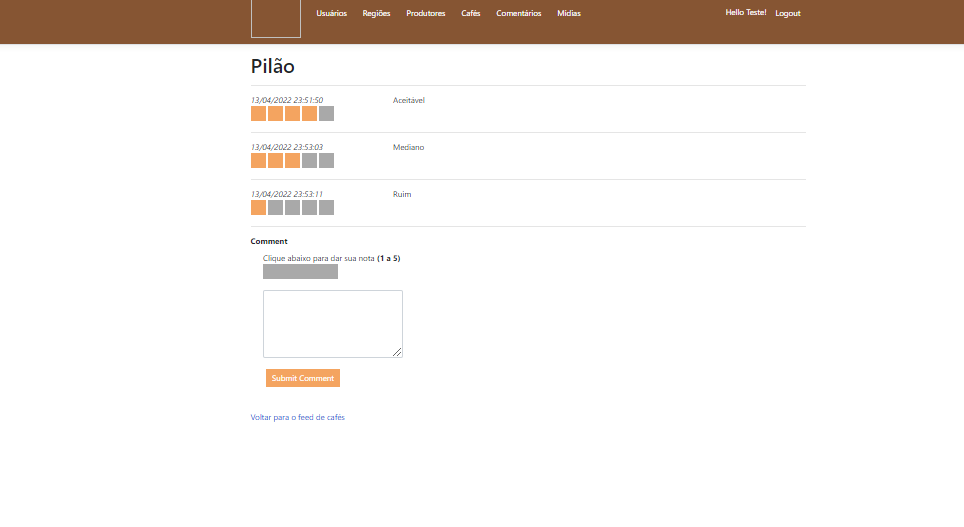 Usuários Regiões Produtores Cafés Comentários Mídias Hello Teste! Logout
Pilão
13/04/2022 23:51:50 Aceitável
13/04/2022 23:53:03 Mediano
13/04/2022 23:53:11 Ruim
Comment
Clique abaixo para dar sua nota (1 a 5)
Submit Comment
Voltar para o feed de cafés